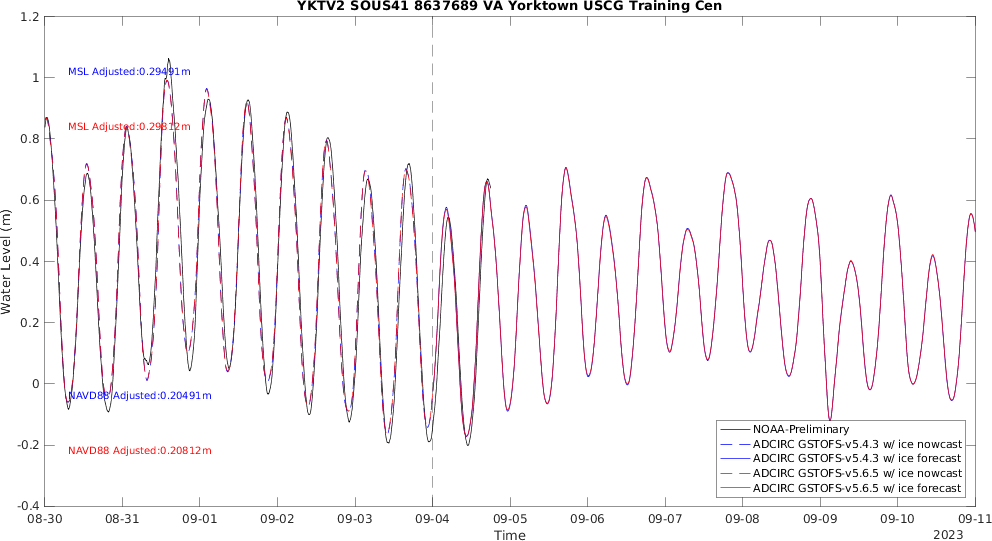 YKTV2 SOUS41 8637689 VA Yorktown USCG Training Cen
1.2
1
0.8
0.6
0.4
0.2
0
-0.2
-0.4
Water Level (m)
MSL Adjusted:0.29491m
MSL Adjusted:0.29812m
NAVD88 Adjusted:0.20491m
NAVD88 Adjusted:0.20812m
NOAA-Preliminary
ADCIRC GSTOFS-v5.4.3 w/ ice nowcast
ADCIRC GSTOFS-v5.4.3 w/ ice forecast
ADCIRC GSTOFS-v5.6.5 w/ ice nowcast
ADCIRC GSTOFS-v5.6.5 w/ ice forecast
08-30 08-31 09-01 09-02 09-03 09-04 09-05 09-06 09-07 09-08 09-09 09-10 09-11
Time
2023